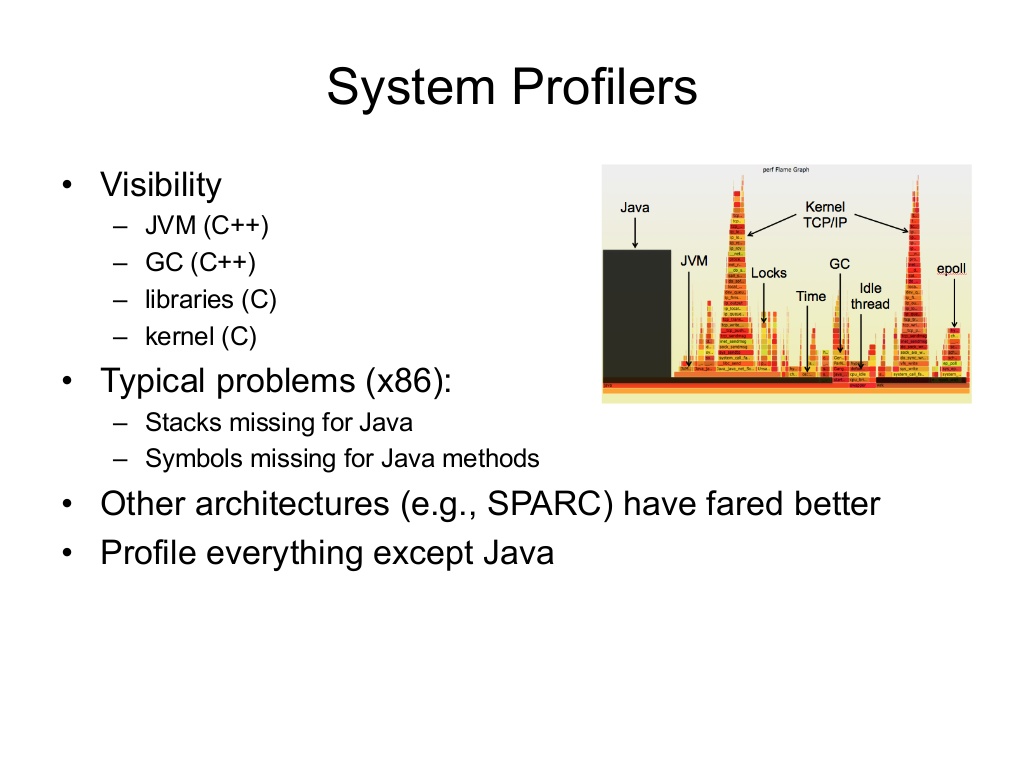 System Profilers
• Visibility
– JVM (C++)
– GC (C++)
– libraries (C)
– kernel (C)
• Typical problems (x86):
– Stacks missing for Java
– Symbols missing for Java methods
• Other architectures (e.g., SPARC) have fared better
• Profile everything except Java
perf Flame Graph
Java
Kernel
TCP/IP
JVM
Locks
GC
epoll
Time
Idle
thread